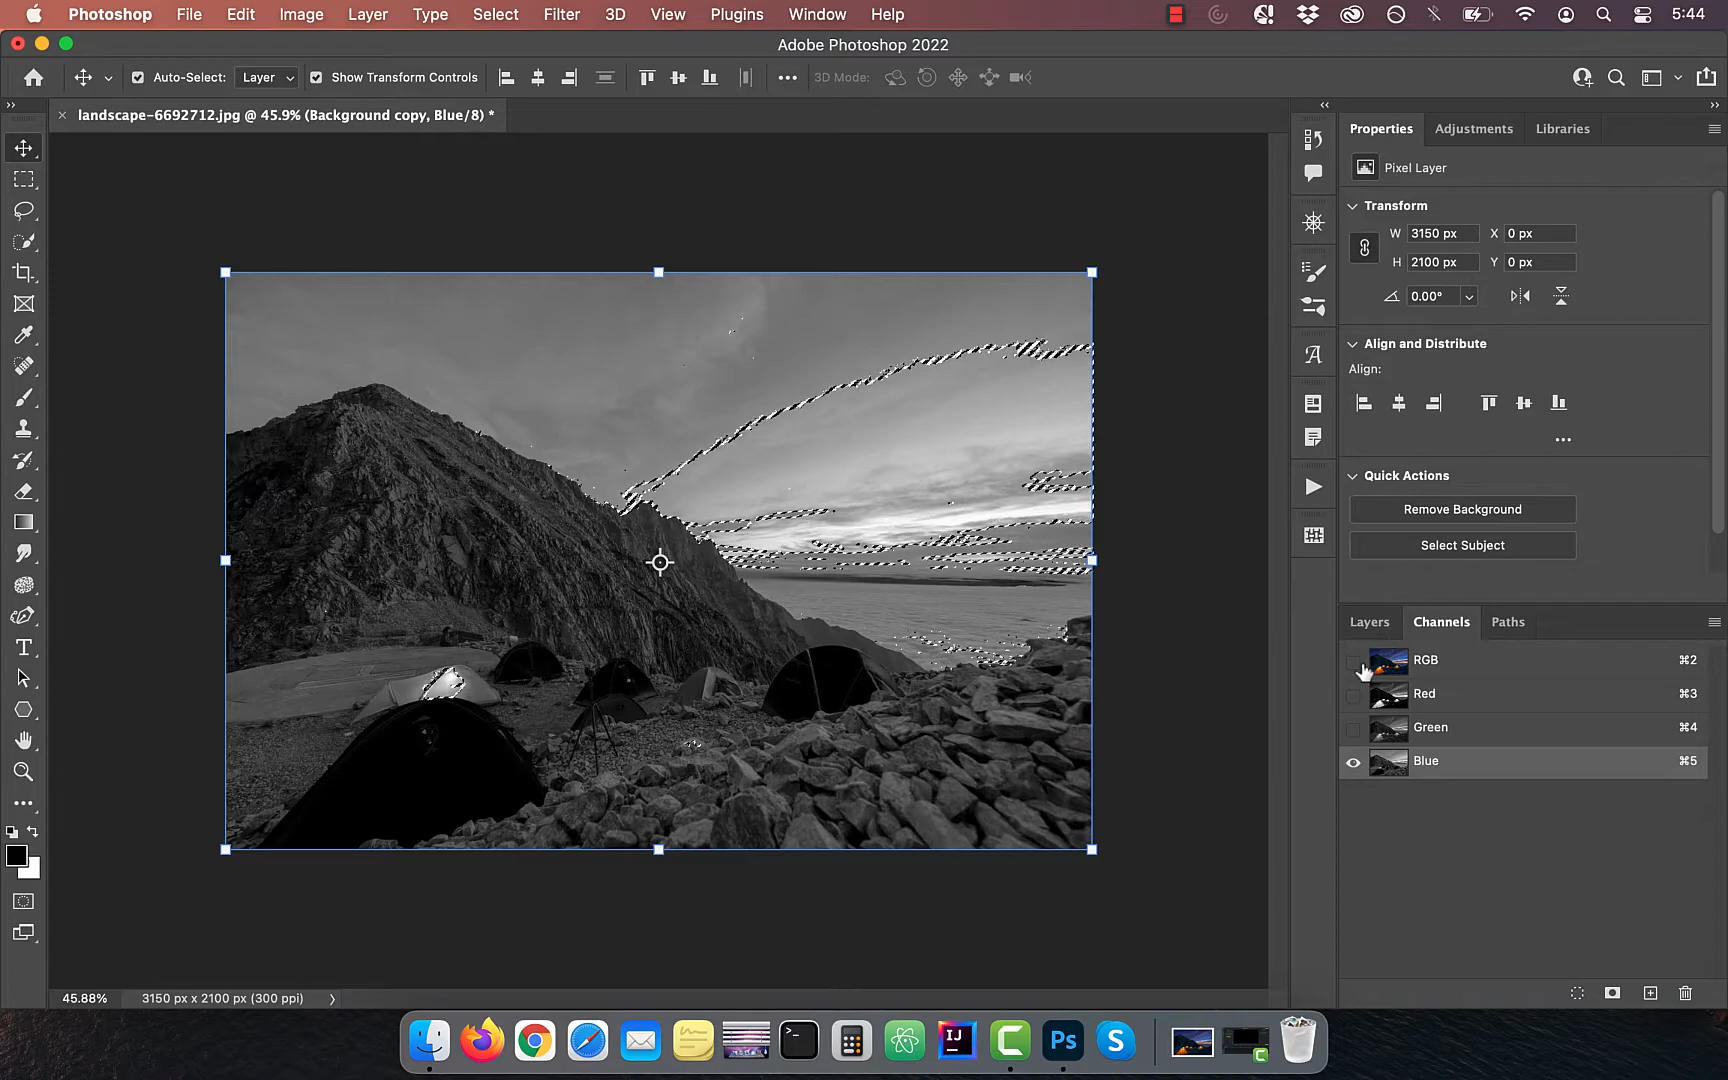 Photoshop File Edit Image Layer Type Select Filter 3D View Plugins Window Help 5:44
Adobe Photoshop 2022
Auto-Select: Layer Show Transform Controls 3D Mode:
landscape-6692712.jpg @ 45.9% (Background copy, Blue/8) *
Properties Adjustments Libraries
Pixel Layer
Transform
W 3150 px X 0 px
H 2100 px Y 0 px
0.00°
Align and Distribute
Align:
Quick Actions
Remove Background
Select Subject
Layers Channels Paths
RGB ⌘2
Red ⌘3
Green ⌘4
Blue ⌘5
45.88% 3150 px x 2100 px (300 ppi)
IJ
C
Ps
S
C